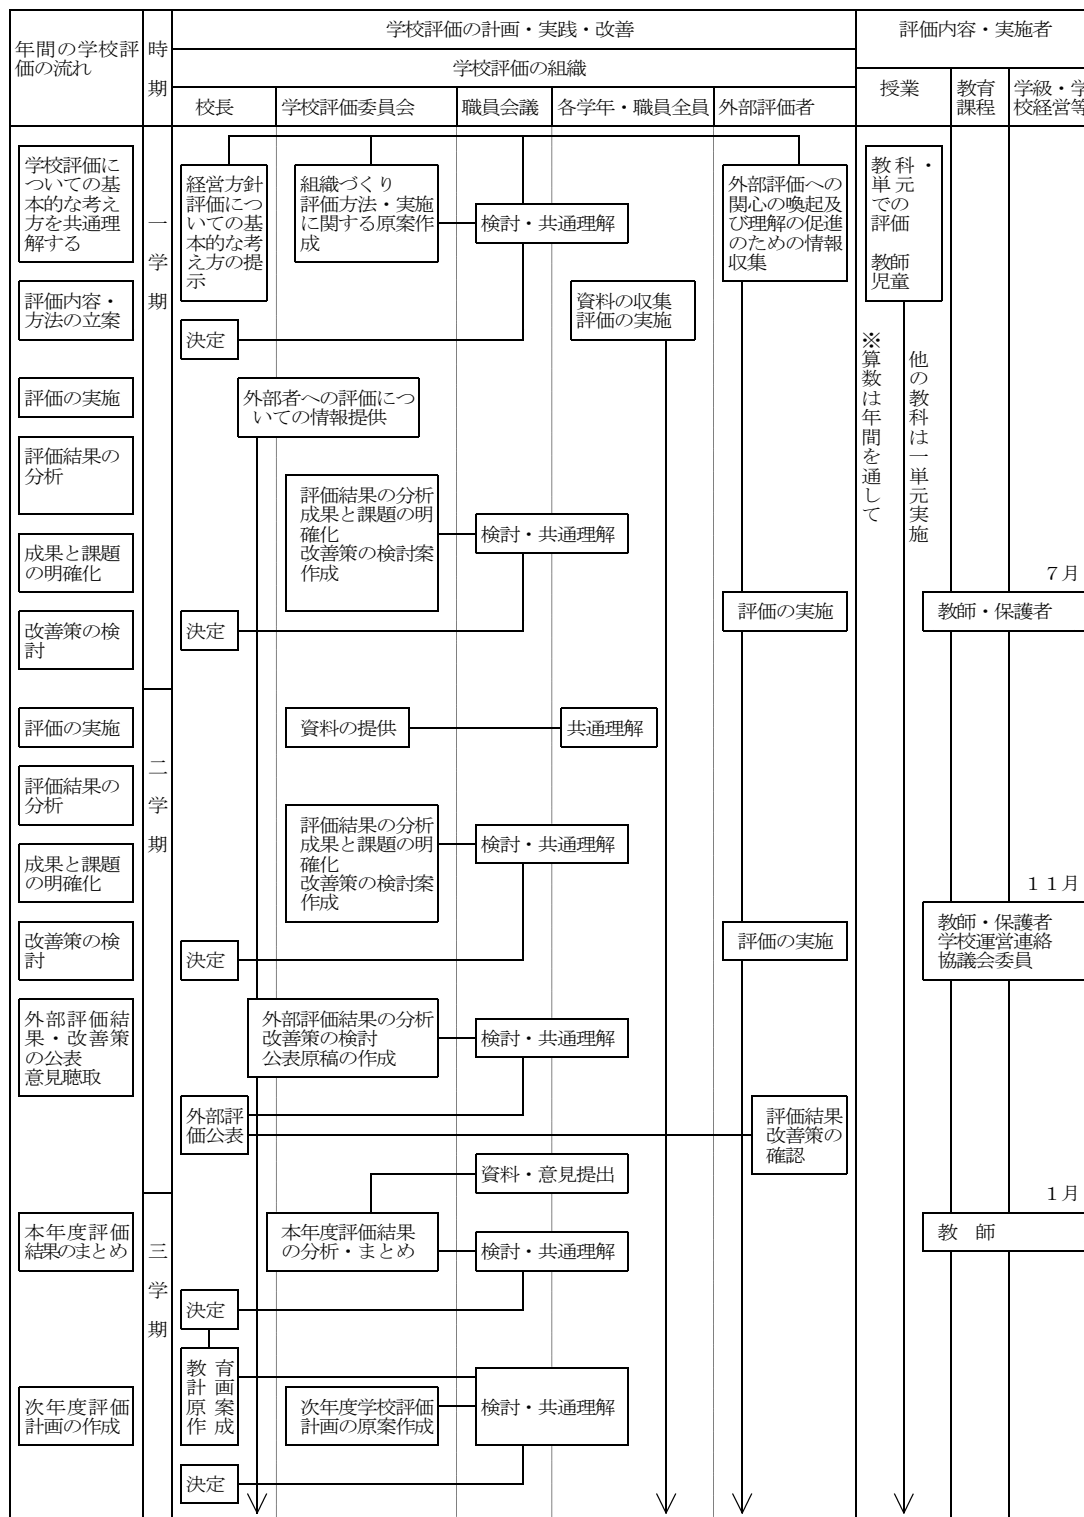 年間の学校評
価の流れ
時
期
学校評価の計画・実践・改善
学校評価の組織
校長
学校評価委員会
職員会議
各学年・職員全員
外部評価者
評価内容・実施者
授業
教育
課程
学級・学
校経営等
学校評価に
ついての基
本的な考え
方を共通理
解する
評価内容・
方法の立案
評価の実施
評価結果の
分析
成果と課題
の明確化
改善策の検
討
一
学
期
経営方針
評価につ
いての基
本的な考
え方の提
示
組織づくり
評価方法・実施
に関する原案作
成
検討・共通理解
外部評価への
関心の喚起及
び理解の促進
のための情報
収集
資料の収集
評価の実施
決定
外部者への評価につ
いての情報提供
評価結果の分析
成果と課題の明
確化
改善策の検討案
作成
検討・共通理解
評価の実施
決定
教科・
単元
での
評価
教師
児童
※算数は年間を通して
他の教科は一単元実施
7月
教師・保護者
評価の実施
評価結果の
分析
成果と課題
の明確化
改善策の検
討
外部評価結
果・改善策
の公表
意見聴取
二
学
期
資料の提供
共通理解
評価結果の分析
成果と課題の明
確化
改善策の検討案
作成
検討・共通理解
評価の実施
決定
11月
教師・保護者
学校運営連絡
協議会委員
外部評価結果の分析
改善策の検討
公表原稿の作成
検討・共通理解
外部評
価公表
評価結果
改善策の
確認
資料・意見提出
本年度評価
結果のまとめ
次年度評価
計画の作成
三
学
期
本年度評価結果
の分析・まとめ
検討・共通理解
1月
教　師
決定
教育
計画
原案
作成
次年度学校評価
計画の原案作成
検討・共通理解
決定